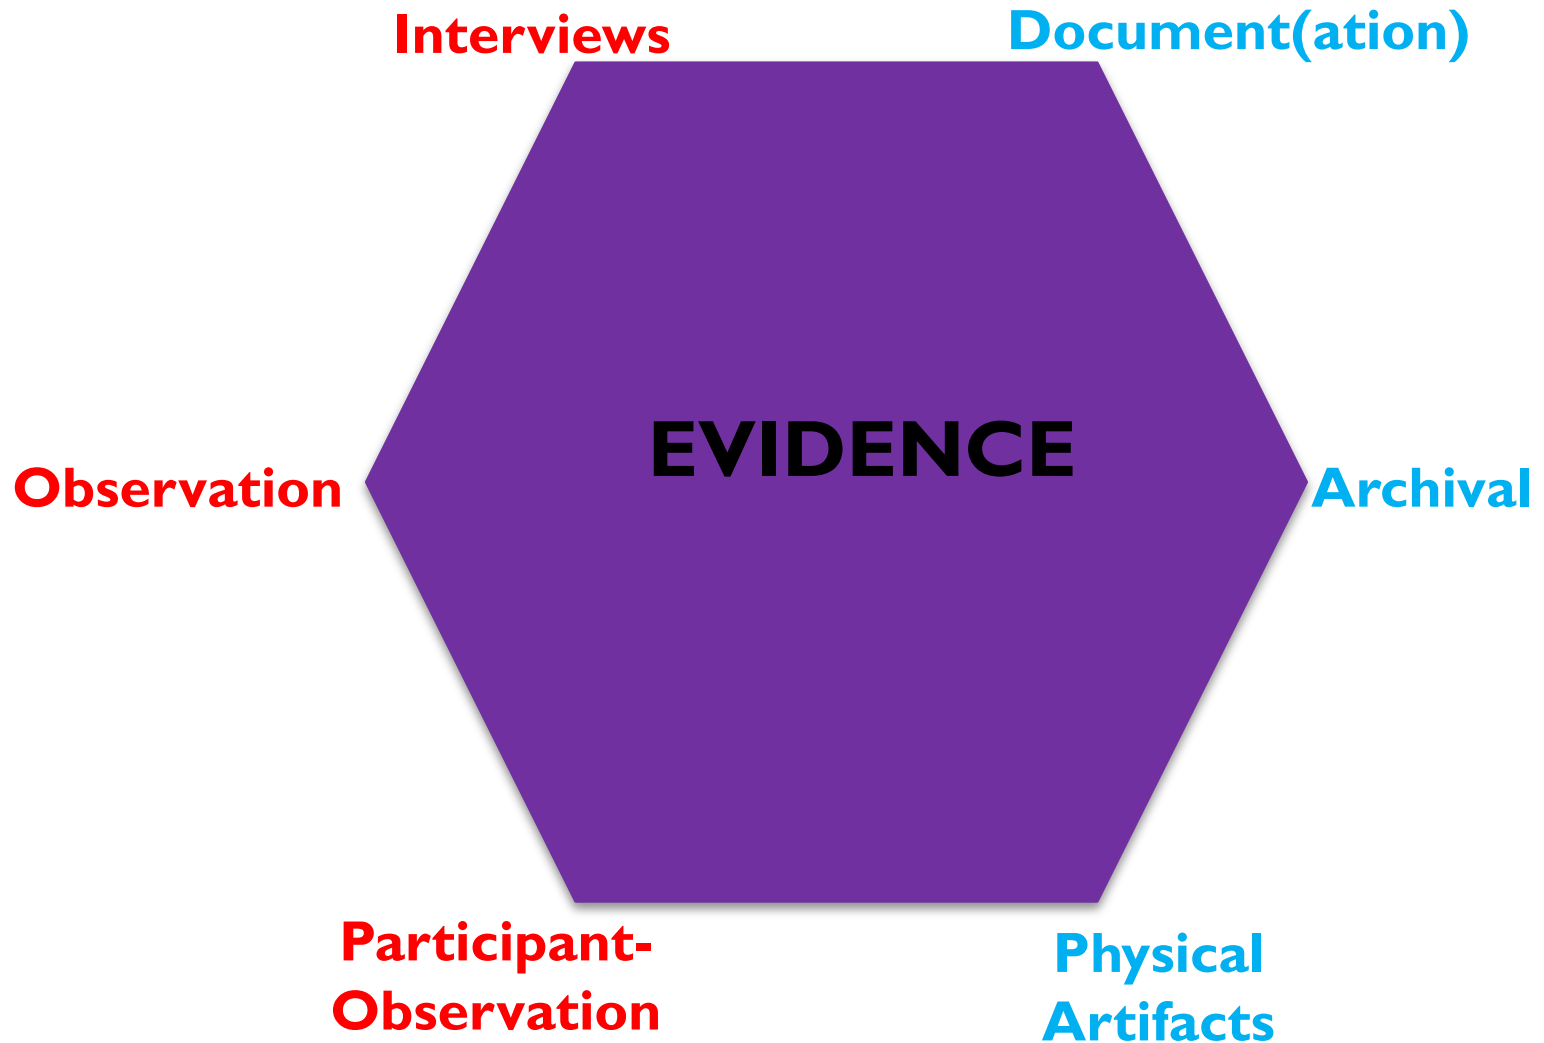 Interviews
Document(ation)
EVIDENCE
Observation
Archival
Participant-
Observation
Physical
Artifacts